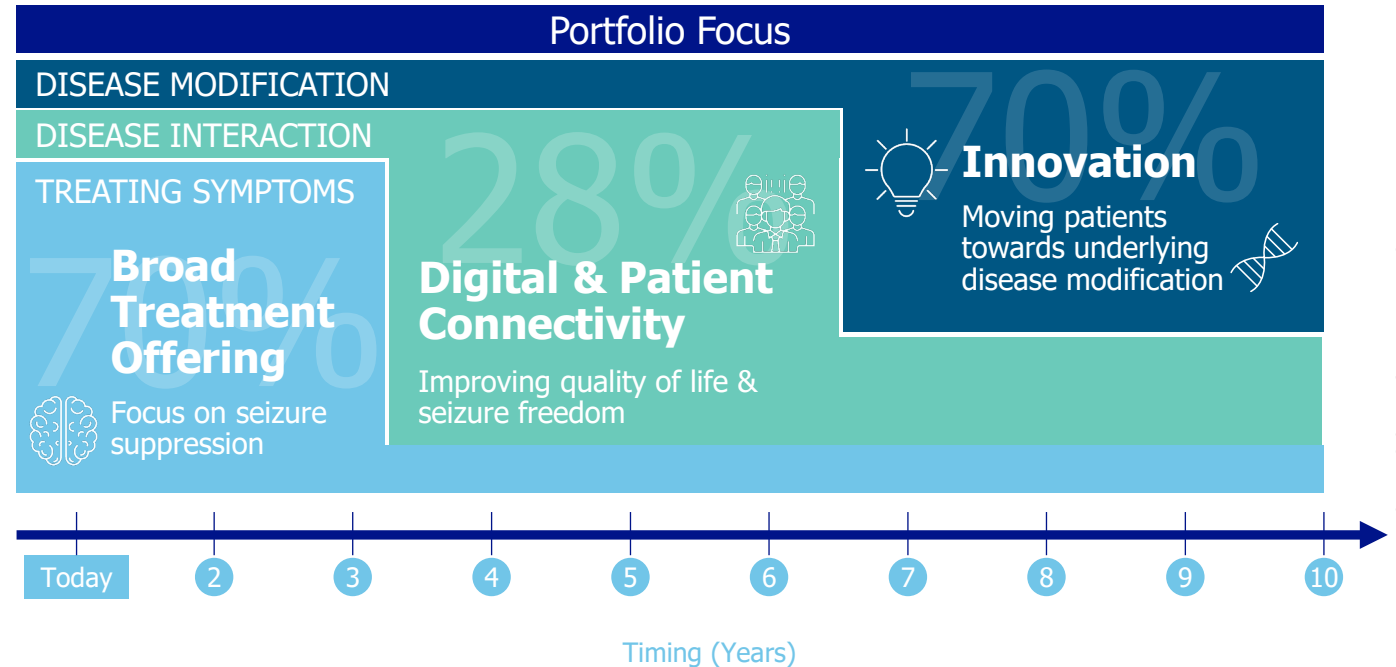 Portfolio Focus
DISEASE MODIFICATION
DISEASE INTERACTION
TREATING SYMPTOMS
70%
Broad
Treatment
Offering
Focus on seizure
suppression
28%
Digital & Patient
Connectivity
Improving quality of life &
seizure freedom
70%
Innovation
Moving patients
towards underlying
disease modification
Today 2 3 4 5 6 7 8 9 10
Timing (Years)